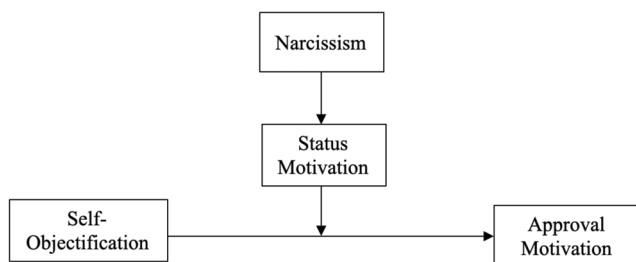 Narcissism
Status
Motivation
Self-
Objectification
Approval
Motivation